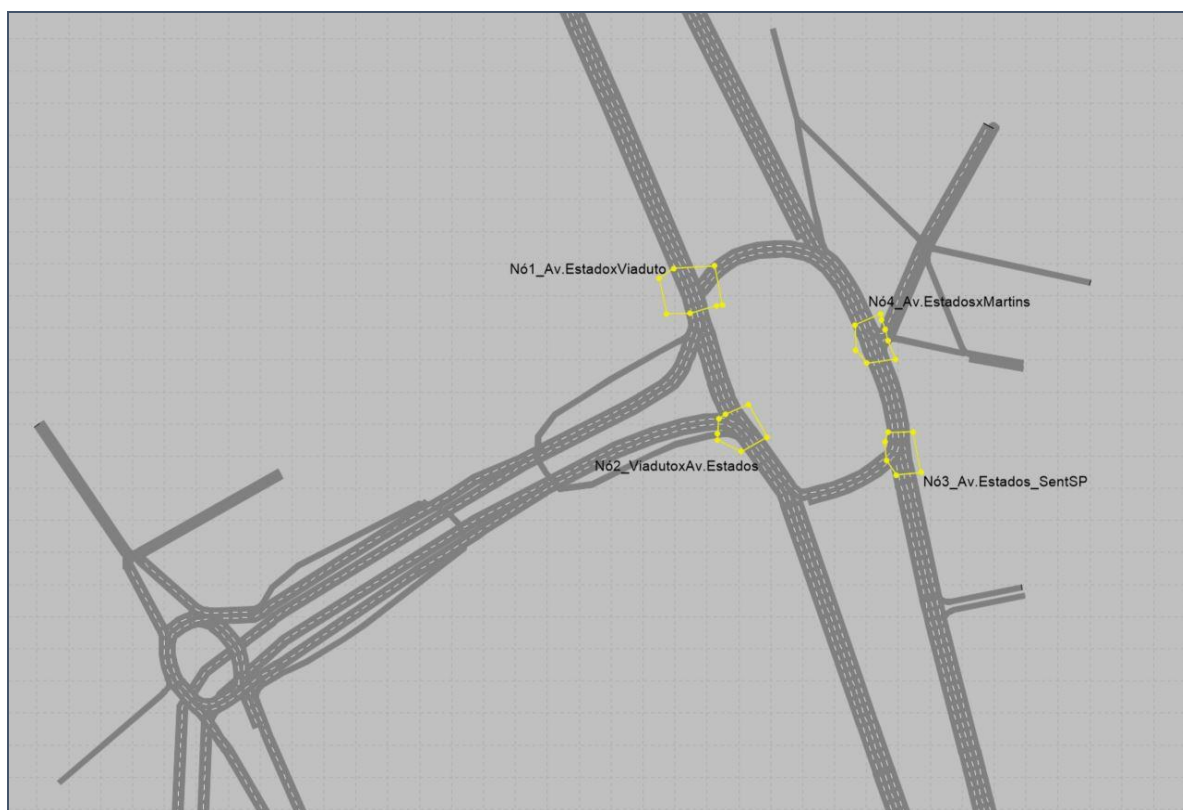 Nó1_Av.EstadoxViaduto
Nó4_Av.EstadosxMartins
Nó2_ViadutoxAv.Estados
Nó3_Av.Estados_SentSP